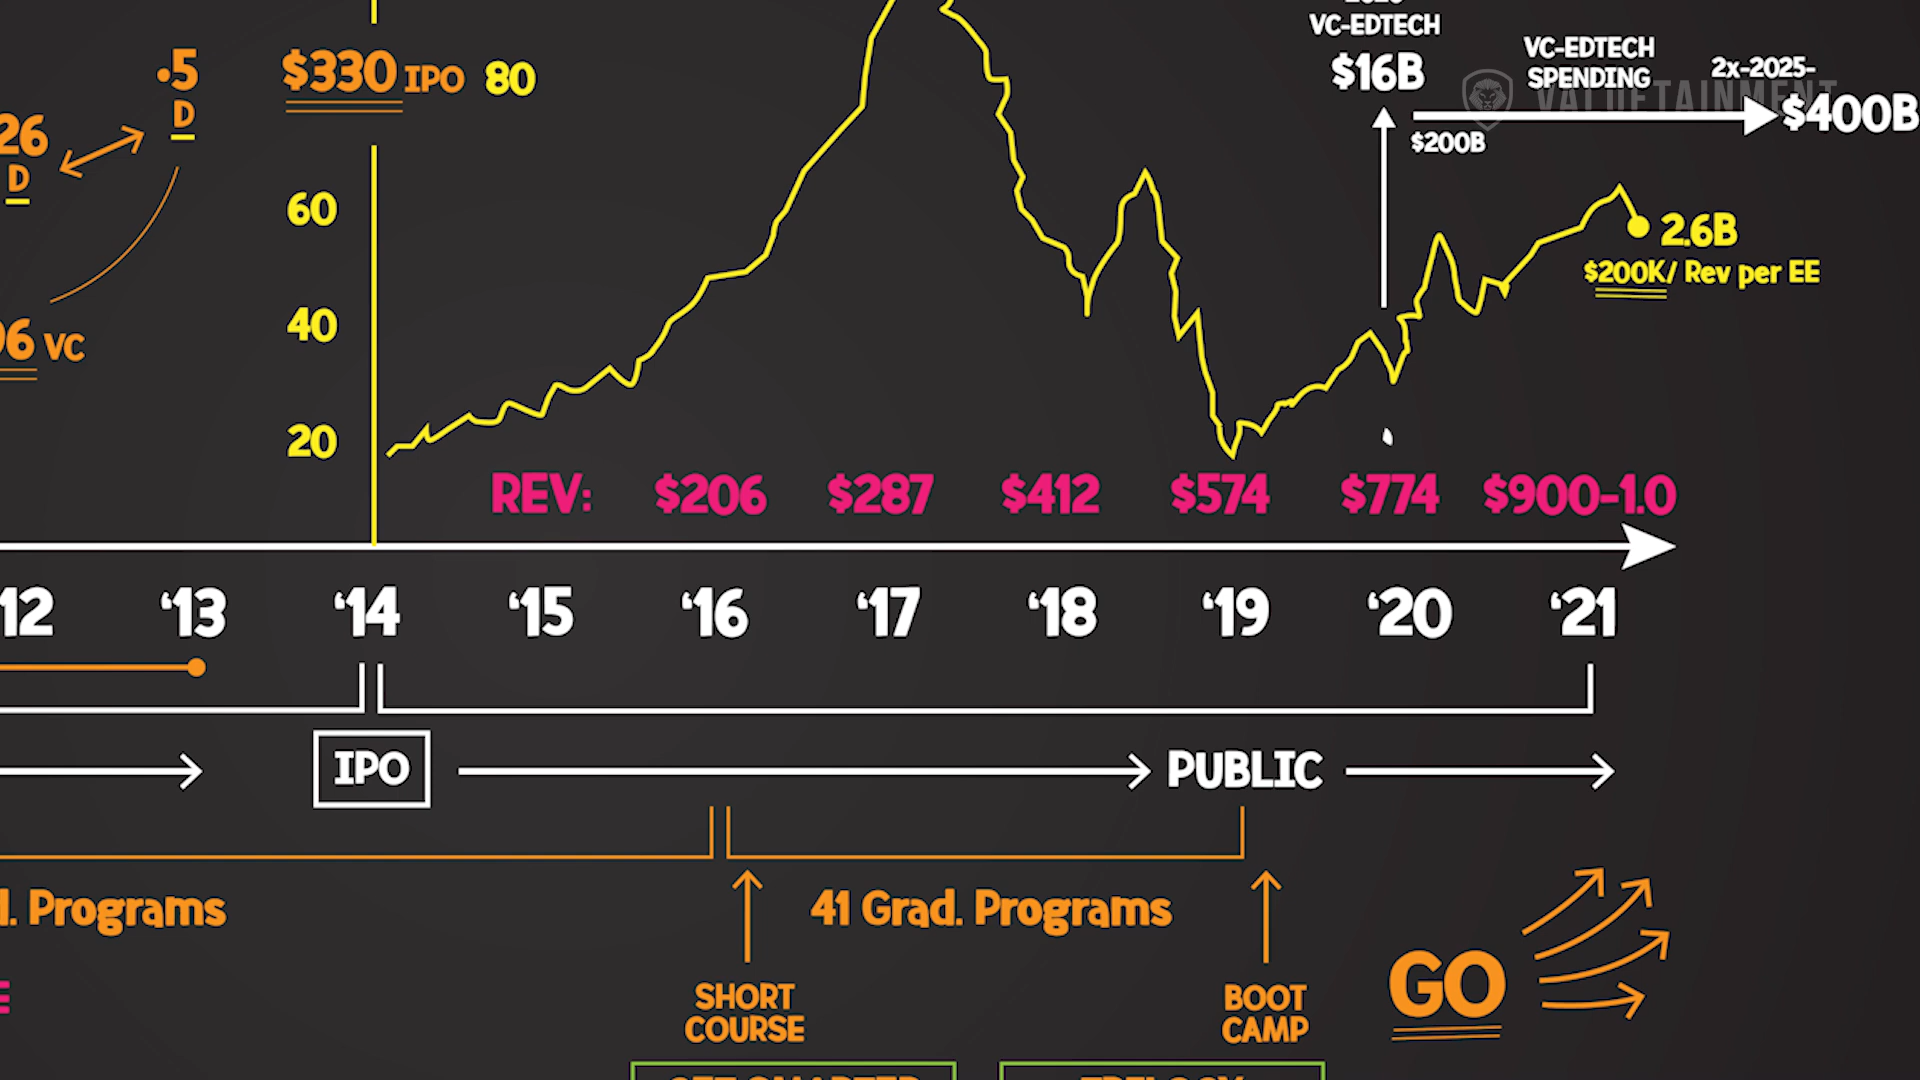 VC-EDTECH
$16B
VC-EDTECH
SPENDING
2x-2025-
$400B
$200B
VALUETAINMENT
.5
D
$330 IPO
80
26
D
60
2.6B
$200K/ Rev per EE
40
VC
20
REV: $206 $287 $412 $574 $774 $900-1.0
12 '13 '14 '15 '16 '17 '18 '19 '20 '21
IPO
PUBLIC
. Programs
41 Grad. Programs
GO
SHORT
COURSE
BOOT
CAMP